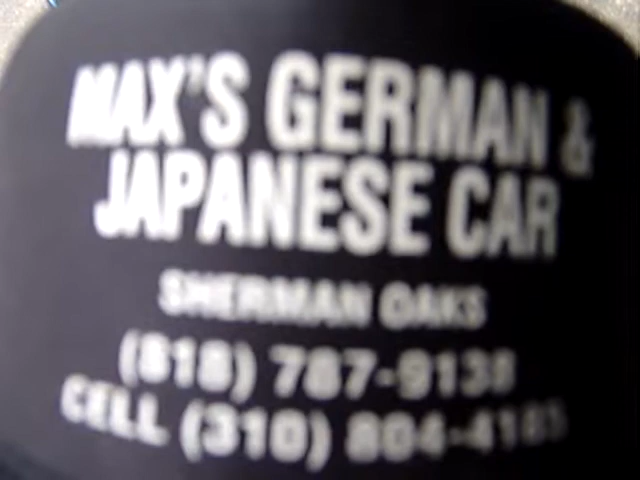 MAX'S GERMAN &
JAPANESE CAR
SHERMAN OAKS
(818) 787-9138
CELL (310)